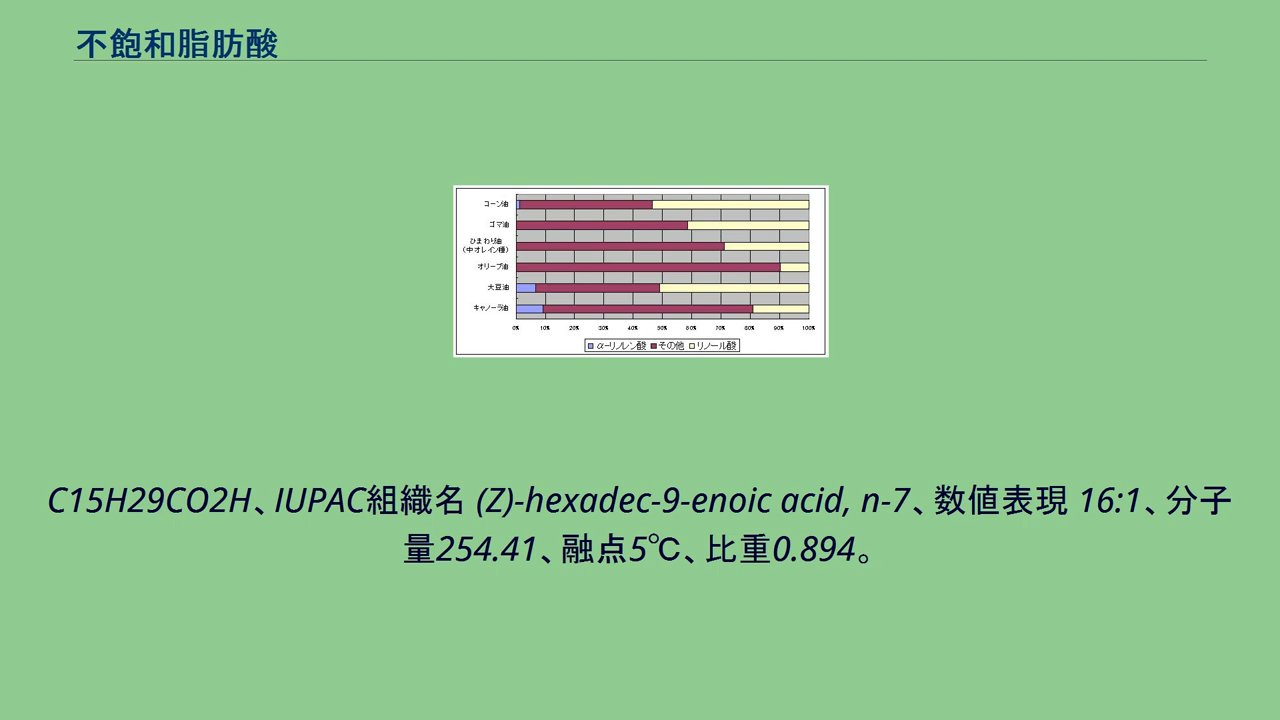 不飽和脂肪酸
コーン油
ゴマ油
ひまわり油
(中オレイン種)
オリーブ油
大豆油
キャノーラ油
0% 10% 20% 30% 40% 50% 60% 70% 80% 90% 100%
α-リノレン酸 その他 リノール酸
C15H29CO2H、IUPAC組織名 (Z)-hexadec-9-enoic acid, n-7、数値表現 16:1、分子
量254.41、融点5℃、比重0.894。